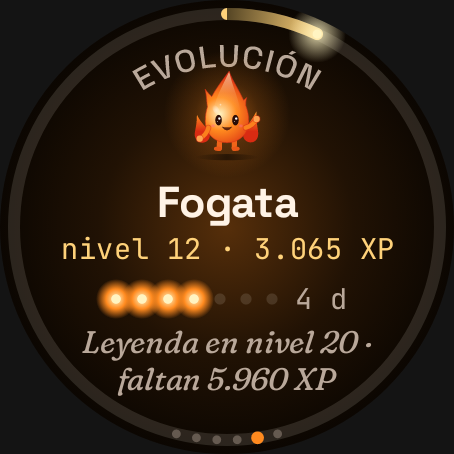 EVOLUCIÓN
Fogata
nivel 12 · 3.065 XP
4 d
Leyenda en nivel 20 ·
faltan 5.960 XP